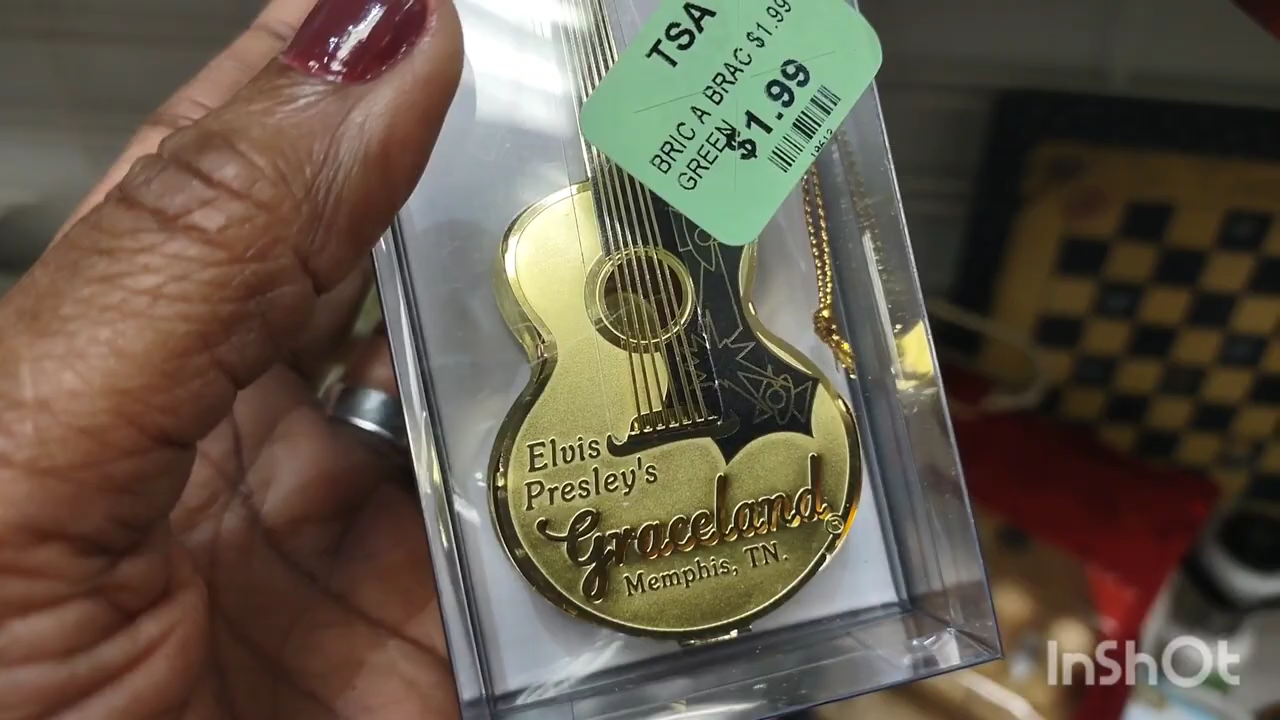 TSA
BRIC A BRAC $1.99
GREEN
$1.99
Elvis
Presley's
Graceland
©
Memphis, TN.
InShOt